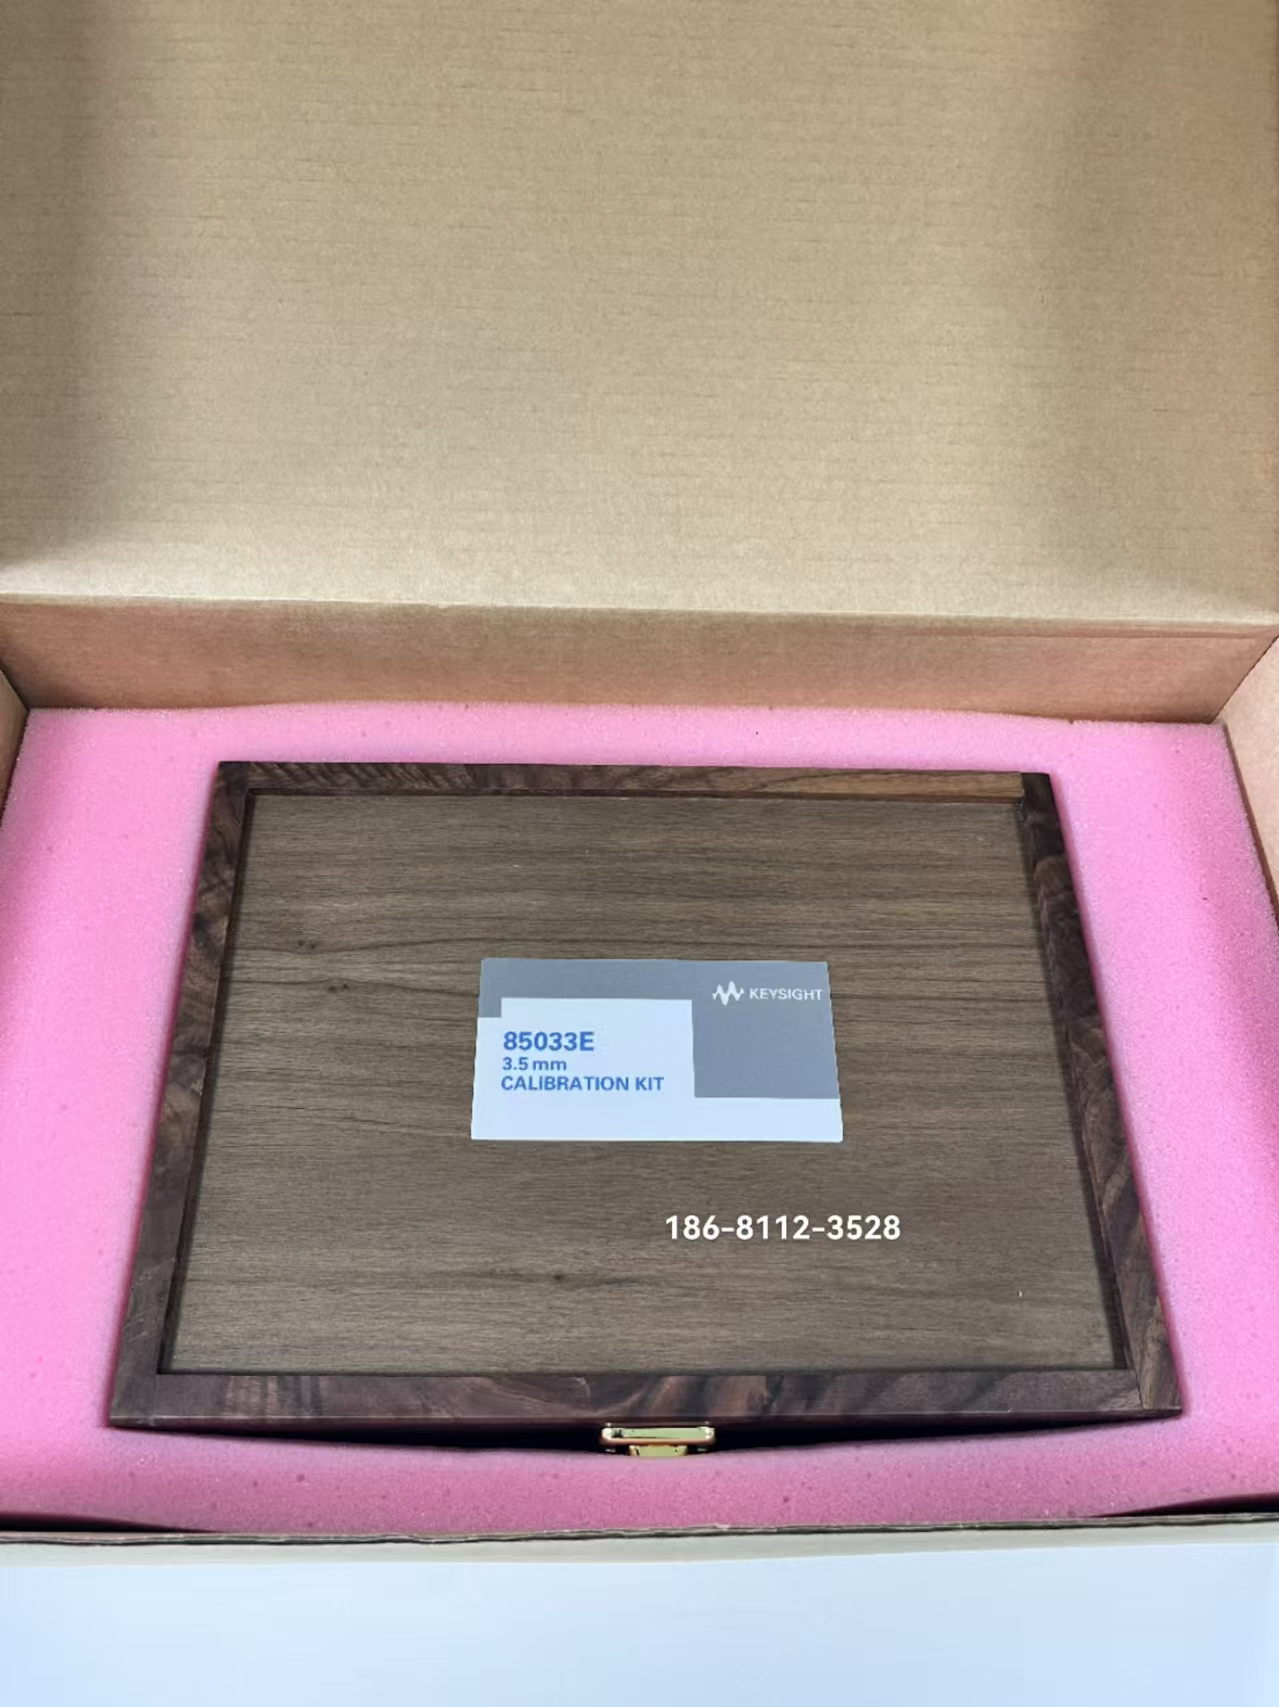 KEYSIGHT
85033E
3.5 mm
CALIBRATION KIT
186-8112-3528